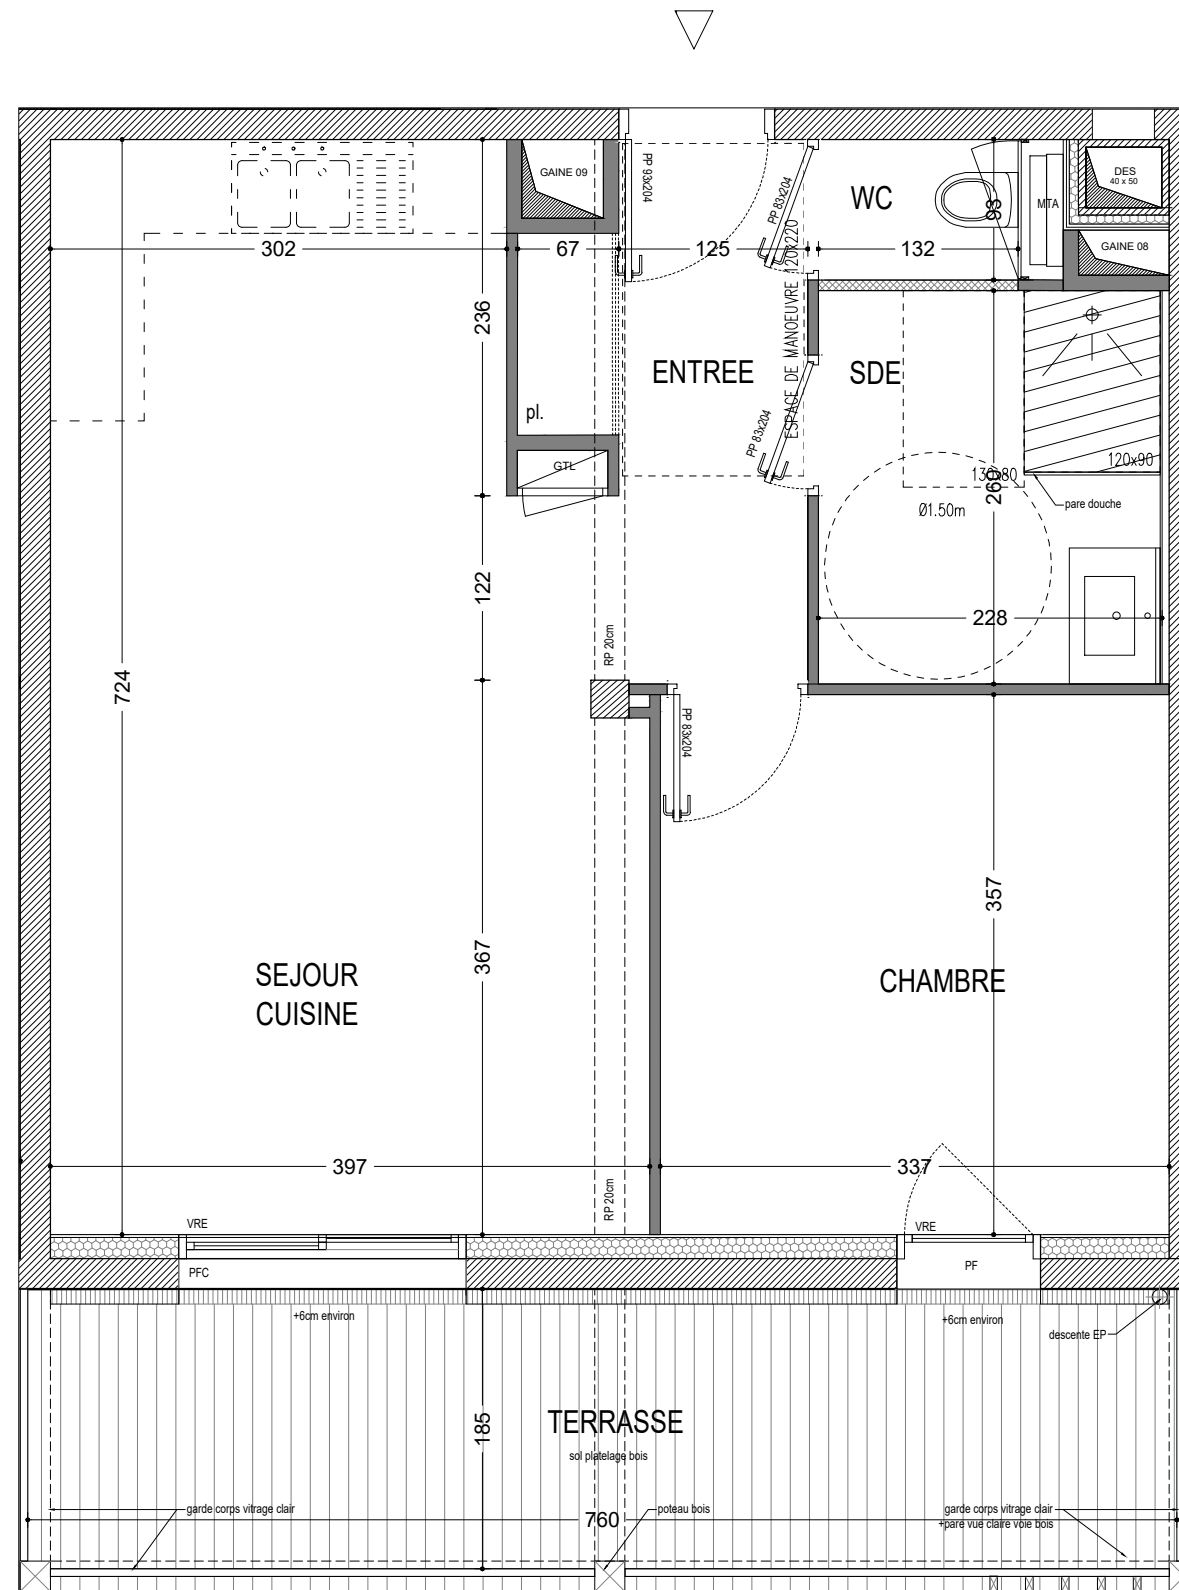 GAINE 09
PP 93x204
PP 83x204
WC
93
MTA
DES
40 x 50
GAINE 08
302
67
125
132
ESPACE DE MANOEUVRE 120x220
236
ENTREE
SDE
pl.
PP 83x204
GTL
130x80
120x90
260
pare douche
Ø1.50m
122
228
RP 20cm
724
PP 83x204
357
367
SEJOUR
CUISINE
CHAMBRE
397
337
RP 20cm
VRE
VRE
PFC
PF
+6cm environ
+6cm environ
descente EP
185
TERRASSE
sol platelage bois
garde corps vitrage clair
poteau bois
garde corps vitrage clair
+pare vue claire voie bois
760